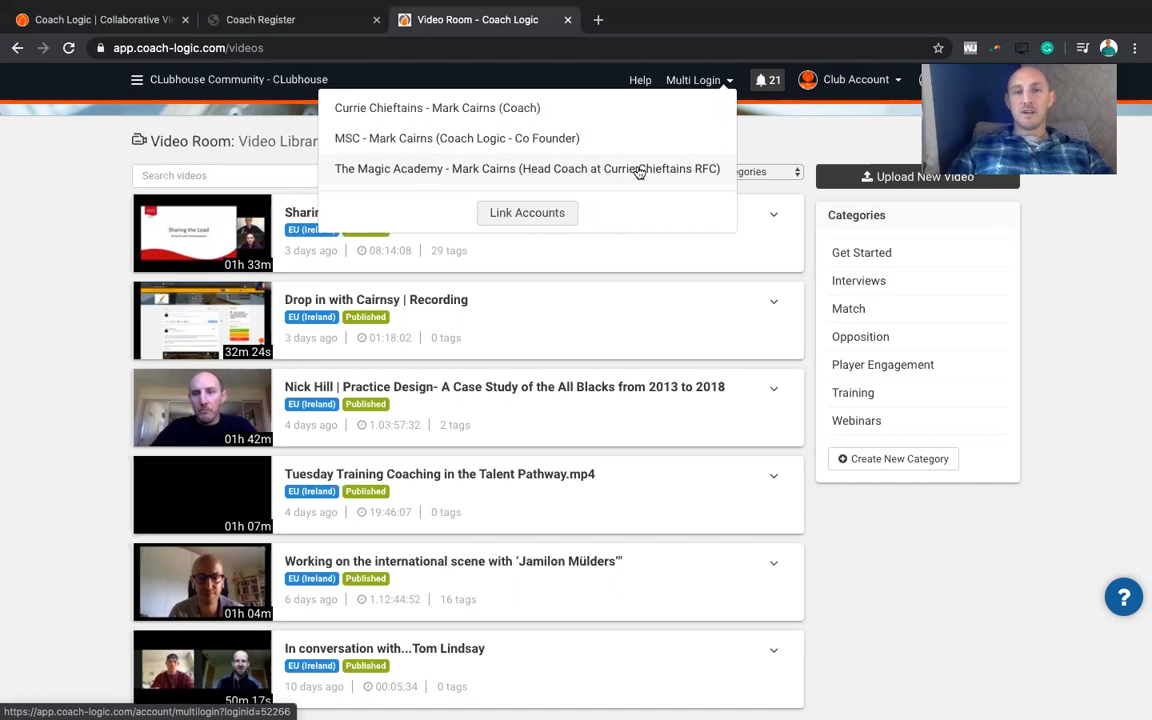 Coach Logic | Collaborative Vi
Coach Register
Video Room - Coach Logic
app.coach-logic.com/videos
CLubhouse Community - CLubhouse
Help
Multi Login
21
Club Account
Currie Chieftains - Mark Cairns (Coach)
MSC - Mark Cairns (Coach Logic - Co Founder)
The Magic Academy - Mark Cairns (Head Coach at Currie Chieftains RFC)
Link Accounts
Video Room: Video Librar
Search videos
egories
Upload New Video
Sharing the Load
01h 33m
Sharin
EU (Ireland)
3 days ago
08:14:08
29 tags
32m 24s
Drop in with Cairnsy | Recording
EU (Ireland) Published
3 days ago
01:18:02
0 tags
01h 42m
Nick Hill | Practice Design- A Case Study of the All Blacks from 2013 to 2018
EU (Ireland) Published
4 days ago
1.03:57:32
2 tags
01h 07m
Tuesday Training Coaching in the Talent Pathway.mp4
EU (Ireland) Published
4 days ago
19:46:07
0 tags
01h 04m
Working on the international scene with 'Jamilon Mülders'"
EU (Ireland) Published
6 days ago
1.12:44:52
16 tags
50m 17s
In conversation with...Tom Lindsay
EU (Ireland) Published
10 days ago
00:05:34
0 tags
Categories
Get Started
Interviews
Match
Opposition
Player Engagement
Training
Webinars
Create New Category
?
https://app.coach-logic.com/account/multilogin?loginid=52266